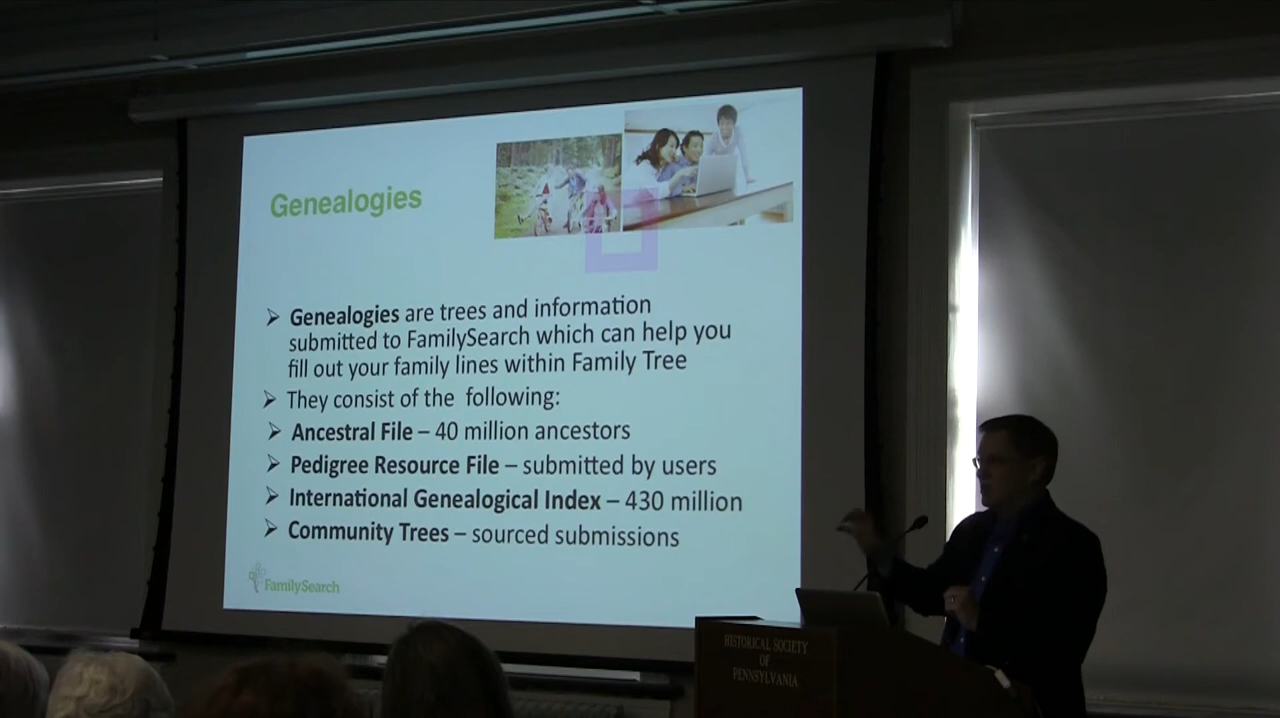 Genealogies
➢ Genealogies are trees and information
submitted to FamilySearch which can help you
fill out your family lines within Family Tree
➢ They consist of the following:
➢ Ancestral File – 40 million ancestors
➢ Pedigree Resource File – submitted by users
➢ International Genealogical Index – 430 million
➢ Community Trees – sourced submissions
FamilySearch
HISTORICAL SOCIETY
OF
PENNSYLVANIA